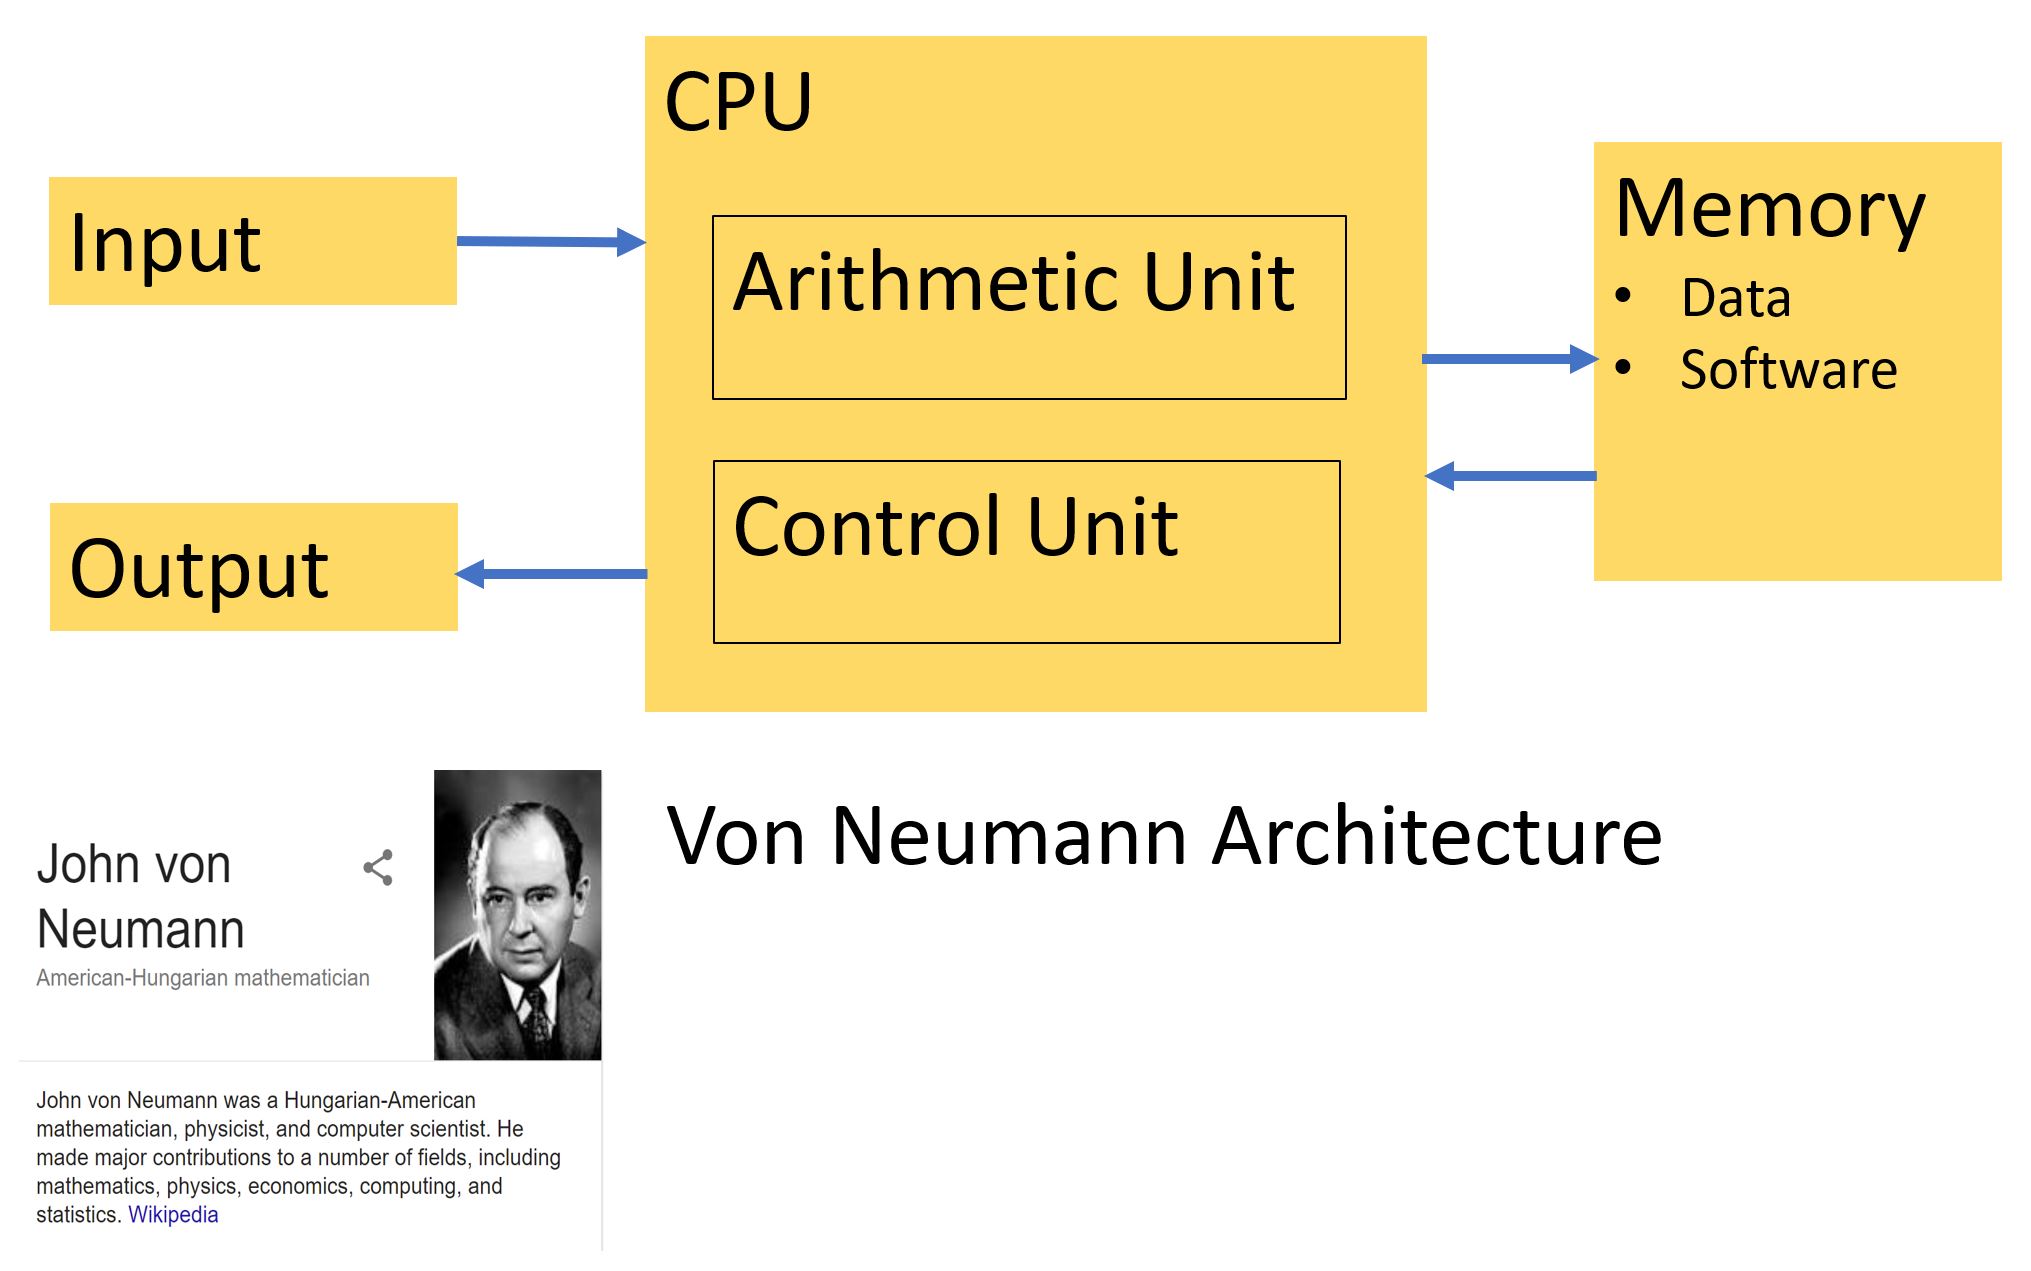 CPU
Input
Arithmetic Unit
Memory
• Data
• Software
Output
Control Unit
Von Neumann Architecture
John von
Neumann
American-Hungarian mathematician
John von Neumann was a Hungarian-American
mathematician, physicist, and computer scientist. He
made major contributions to a number of fields, including
mathematics, physics, economics, computing, and
statistics. Wikipedia